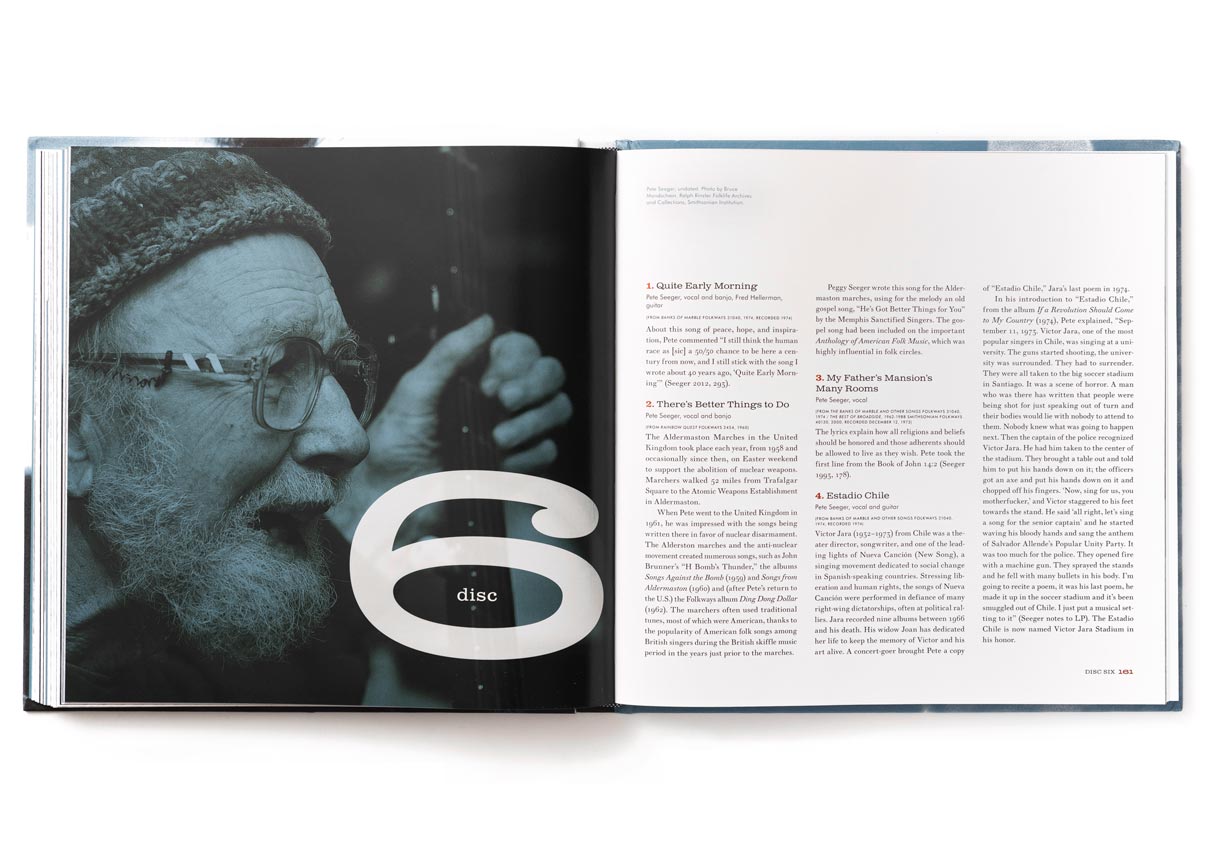 6
disc
Pete Seeger, undated. Photo by Bruce
Mondschein. Ralph Rinzler Folklife Archives
and Collections, Smithsonian Institution.
1. Quite Early Morning
Pete Seeger, vocal and banjo, Fred Hellerman,
guitar
(FROM BANKS OF MARBLE FOLKWAYS 31040, 1974, RECORDED 1974)
About this song of peace, hope, and inspira-
tion, Pete commented “I still think the human
race as [sic] a 50/50 chance to be here a cen-
tury from now, and I still stick with the song I
wrote about 40 years ago, ‘Quite Early Morn-
ing’” (Seeger 2012, 295).
2. There’s Better Things to Do
Pete Seeger, vocal and banjo
(FROM RAINBOW QUEST FOLKWAYS 2454, 1960)
The Aldermaston Marches in the United
Kingdom took place each year, from 1958 and
occasionally since then, on Easter weekend
to support the abolition of nuclear weapons.
Marchers walked 52 miles from Trafalgar
Square to the Atomic Weapons Establishment
in Aldermaston.
When Pete went to the United Kingdom in
1961, he was impressed with the songs being
written there in favor of nuclear disarmament.
The Alderston marches and the anti-nuclear
movement created numerous songs, such as John
Brunner’s “H Bomb’s Thunder,” the albums
Songs Against the Bomb (1959) and Songs from
Aldermaston (1960) and (after Pete’s return to
the U.S.) the Folkways album Ding Dong Dollar
(1962). The marchers often used traditional
tunes, most of which were American, thanks to
the popularity of American folk songs among
British singers during the British skiffle music
period in the years just prior to the marches.
Peggy Seeger wrote this song for the Alder-
maston marches, using for the melody an old
gospel song, “He’s Got Better Things for You”
by the Memphis Sanctified Singers. The gos-
pel song had been included on the important
Anthology of American Folk Music, which was
highly influential in folk circles.
3. My Father’s Mansion’s
Many Rooms
Pete Seeger, vocal
(FROM THE BANKS OF MARBLE AND OTHER SONGS FOLKWAYS 31040,
1974 / THE BEST OF BROADSIDE, 1962-1988 SMITHSONIAN FOLKWAYS
40130, 2000, RECORDED DECEMBER 12, 1973)
The lyrics explain how all religions and beliefs
should be honored and those adherents should
be allowed to live as they wish. Pete took the
first line from the Book of John 14:2 (Seeger
1993, 178).
4. Estadio Chile
Pete Seeger, vocal and guitar
(FROM BANKS OF MARBLE AND OTHER SONGS FOLKWAYS 31040,
1974, RECORDED 1974)
Victor Jara (1932–1973) from Chile was a the-
ater director, songwriter, and one of the lead-
ing lights of Nueva Canción (New Song), a
singing movement dedicated to social change
in Spanish-speaking countries. Stressing lib-
eration and human rights, the songs of Nueva
Canción were performed in defiance of many
right-wing dictatorships, often at political ral-
lies. Jara recorded nine albums between 1966
and his death. His widow Joan has dedicated
her life to keep the memory of Victor and his
art alive. A concert-goer brought Pete a copy
of “Estadio Chile,” Jara’s last poem in 1974.
In his introduction to “Estadio Chile,”
from the album If a Revolution Should Come
to My Country (1974), Pete explained, “Sep-
tember 11, 1973. Victor Jara, one of the most
popular singers in Chile, was singing at a uni-
versity. The guns started shooting, the univer-
sity was surrounded. They had to surrender.
They were all taken to the big soccer stadium
in Santiago. It was a scene of horror. A man
who was there has written that people were
being shot for just speaking out of turn and
their bodies would lie with nobody to attend to
them. Nobody knew what was going to happen
next. Then the captain of the police recognized
Victor Jara. He had him taken to the center of
the stadium. They brought a table out and told
him to put his hands down on it; the officers
got an axe and put his hands down on it and
chopped off his fingers. ‘Now, sing for us, you
motherfucker,’ and Victor staggered to his feet
towards the stand. He said ‘all right, let’s sing
a song for the senior captain’ and he started
waving his bloody hands and sang the anthem
of Salvador Allende’s Popular Unity Party. It
was too much for the police. They opened fire
with a machine gun. They sprayed the stands
and he fell with many bullets in his body. I’m
going to recite a poem, it was his last poem, he
made it up in the soccer stadium and it’s been
smuggled out of Chile. I just put a musical set-
ting to it” (Seeger notes to LP). The Estadio
Chile is now named Victor Jara Stadium in
his honor.
DISC SIX 161